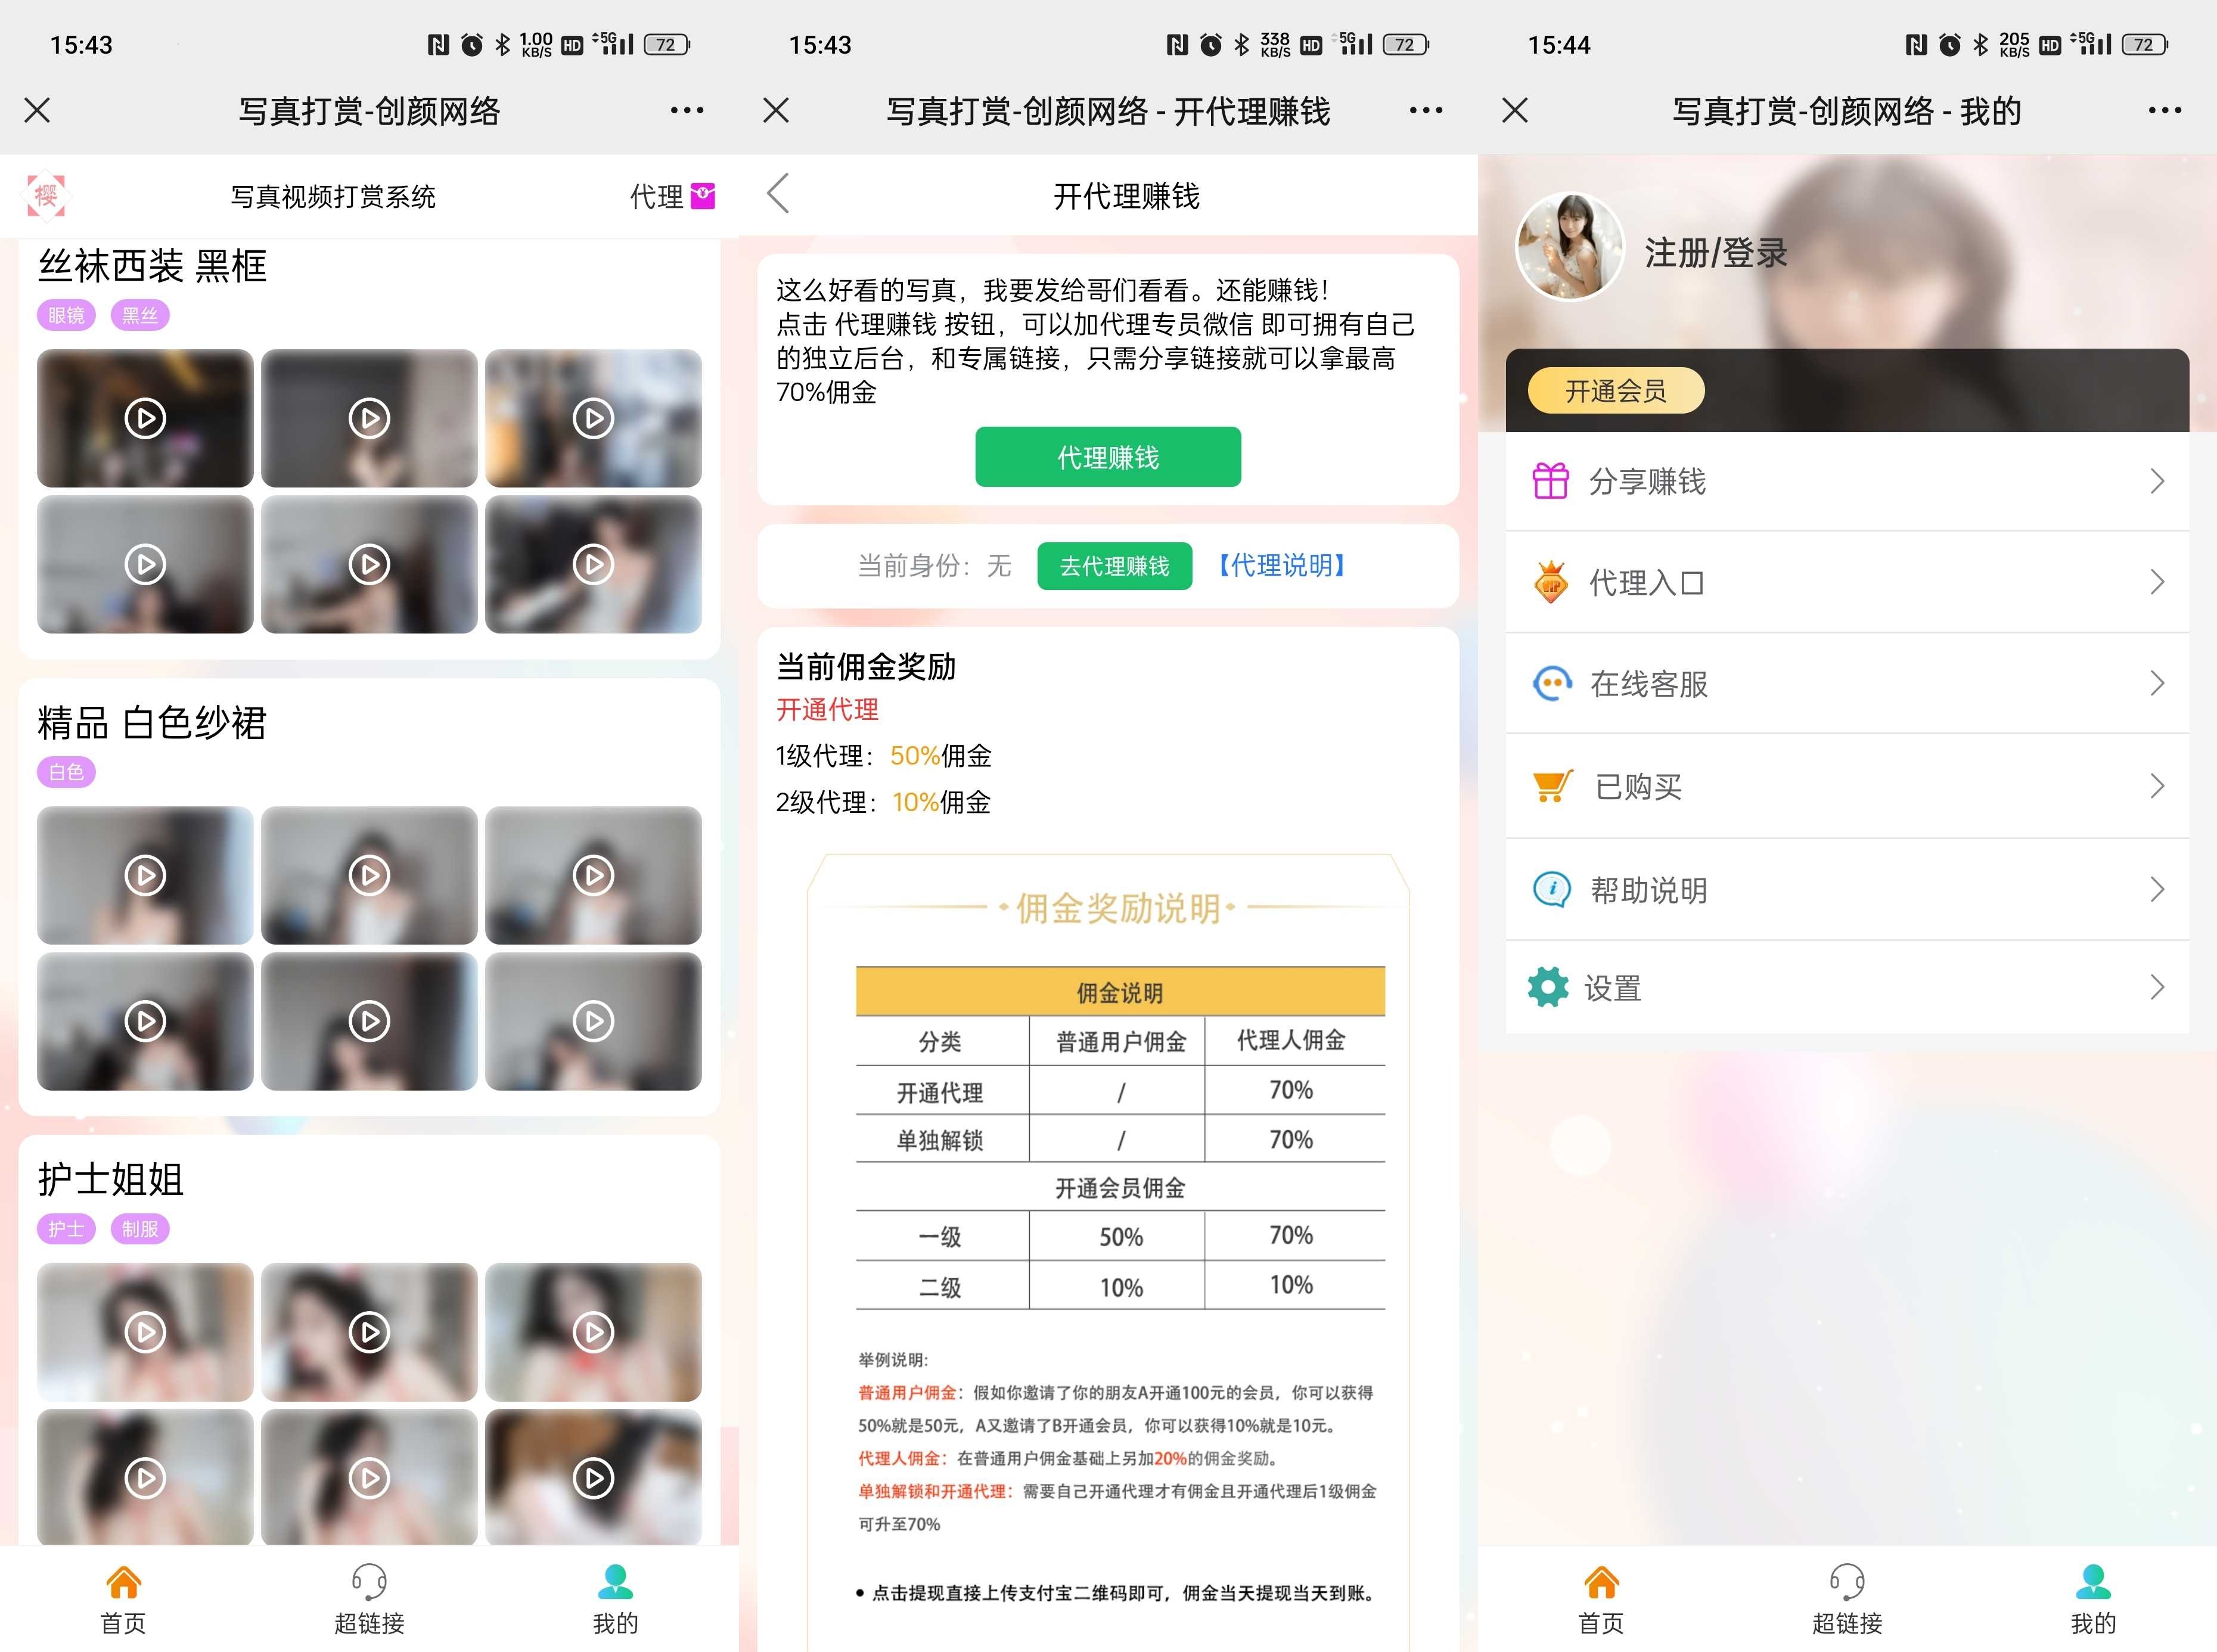 15:43
1.00 KB/S HD 5G 72
写真打赏-创颜网络
樱
写真视频打赏系统
代理
丝袜西装 黑框
眼镜 黑丝
精品 白色纱裙
白色
护士姐姐
护士 制服
首页 超链接 我的
15:43
338 KB/S HD 5G 72
写真打赏-创颜网络 - 开代理赚钱
开代理赚钱
这么好看的写真，我要发给哥们看看。还能赚钱！
点击 代理赚钱 按钮，可以加代理专员微信 即可拥有自己
的独立后台，和专属链接，只需分享链接就可以拿最高
70%佣金
代理赚钱
当前身份：无 去代理赚钱 【代理说明】
当前佣金奖励
开通代理
1级代理：50%佣金
2级代理：10%佣金
佣金奖励说明
佣金说明
分类 普通用户佣金 代理人佣金
开通代理 / 70%
单独解锁 / 70%
开通会员佣金
一级 50% 70%
二级 10% 10%
举例说明:
普通用户佣金：假如你邀请了你的朋友A开通100元的会员，你可以获得
50%就是50元，A又邀请了B开通会员，你可以获得10%就是10元。
代理人佣金：在普通用户佣金基础上另加20%的佣金奖励。
单独解锁和开通代理：需要自己开通代理才有佣金且开通代理后1级佣金
可升至70%
• 点击提现直接上传支付宝二维码即可，佣金当天提现当天到账。
15:44
205 KB/S HD 5G 72
写真打赏-创颜网络 - 我的
注册/登录
开通会员
分享赚钱
VIP
代理入口
在线客服
已购买
帮助说明
设置
首页 超链接 我的